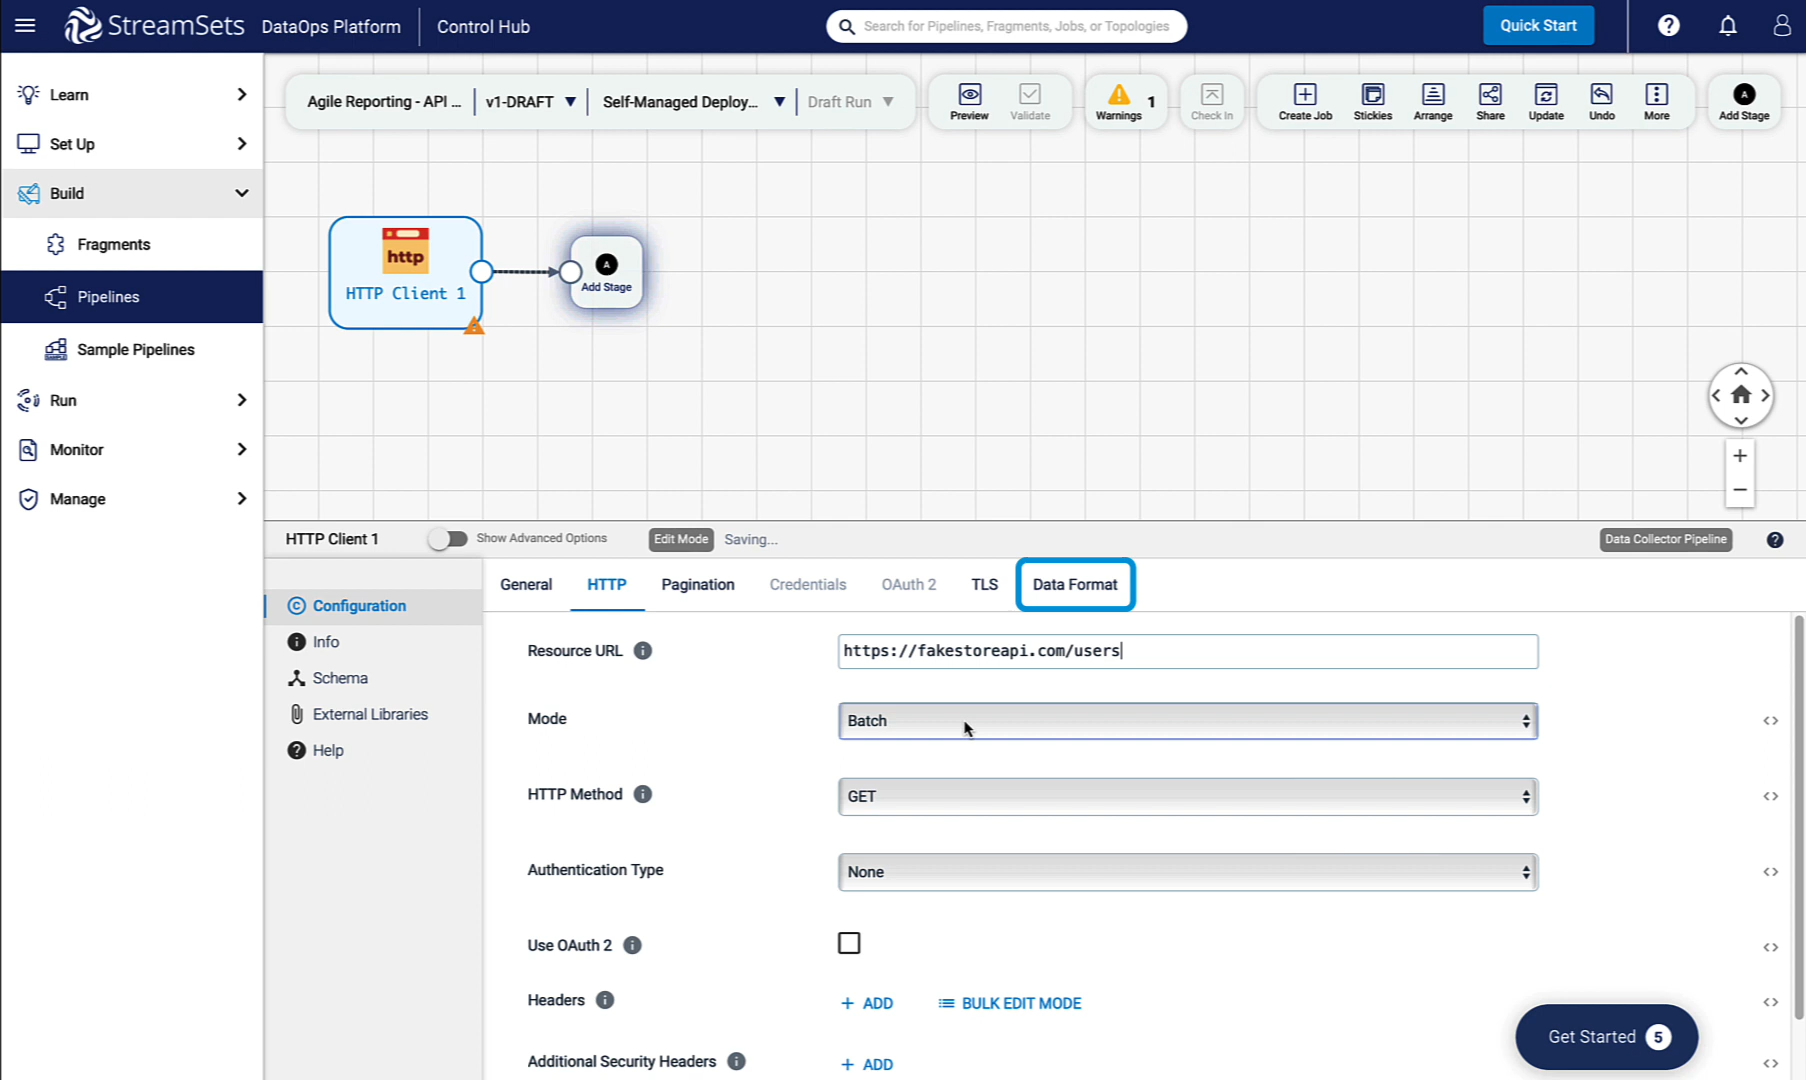 StreamSets DataOps Platform Control Hub
Search for Pipelines, Fragments, Jobs, or Topologies
Quick Start
?
Learn
Set Up
Build
Fragments
Pipelines
Sample Pipelines
Run
Monitor
Manage
Agile Reporting - API ...
v1-DRAFT
Self-Managed Deploy...
Draft Run
Preview
Validate
Warnings
1
Check In
Create Job
Stickies
Arrange
Share
Update
Undo
More
A
Add Stage
http
HTTP Client 1
A
Add Stage
HTTP Client 1
Show Advanced Options
Edit Mode
Saving...
Data Collector Pipeline
?
Configuration
Info
Schema
External Libraries
Help
General
HTTP
Pagination
Credentials
OAuth 2
TLS
Data Format
Resource URL
https://fakestoreapi.com/users
Mode
Batch
HTTP Method
GET
Authentication Type
None
Use OAuth 2
Headers
+ ADD
BULK EDIT MODE
Additional Security Headers
+ ADD
Get Started 5